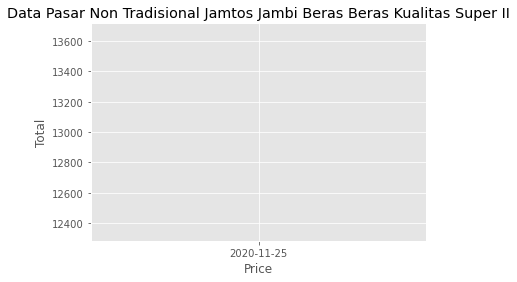 Data Pasar Non Tradisional Jamtos Jambi Beras Beras Kualitas Super II
13600
13400
13200
13000
12800
12600
12400
Total
2020-11-25
Price